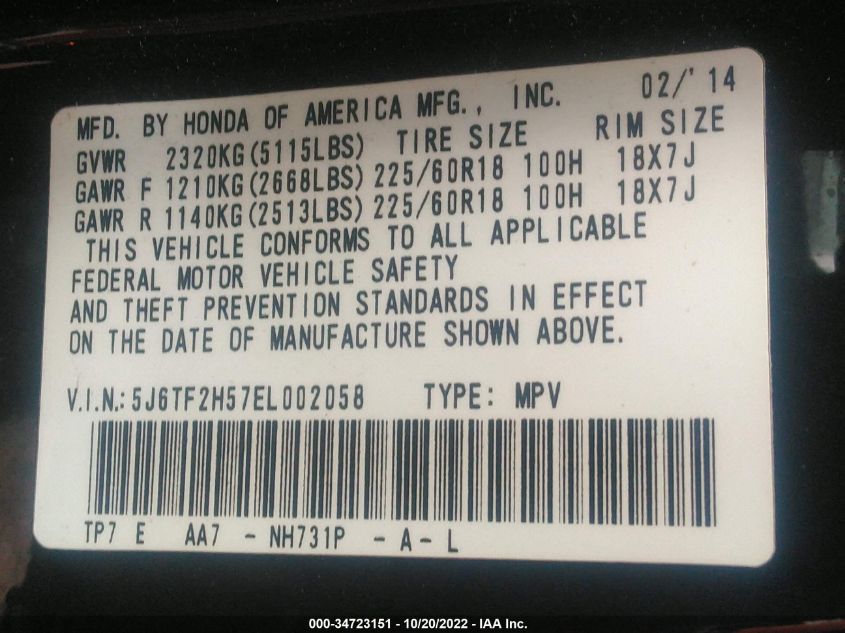 MFD. BY HONDA OF AMERICA MFG., INC. 02/'14
GVWR 2320KG(5115LBS) TIRE SIZE RIM SIZE
GAWR F 1210KG(2668LBS) 225/60R18 100H 18X7J
GAWR R 1140KG(2513LBS) 225/60R18 100H 18X7J
THIS VEHICLE CONFORMS TO ALL APPLICABLE
FEDERAL MOTOR VEHICLE SAFETY
AND THEFT PREVENTION STANDARDS IN EFFECT
ON THE DATE OF MANUFACTURE SHOWN ABOVE.
V.I.N.: 5J6TF2H57EL002058 TYPE: MPV
TP7 E AA7 - NH731P - A - L
000-34723151 - 10/20/2022 - IAA Inc.